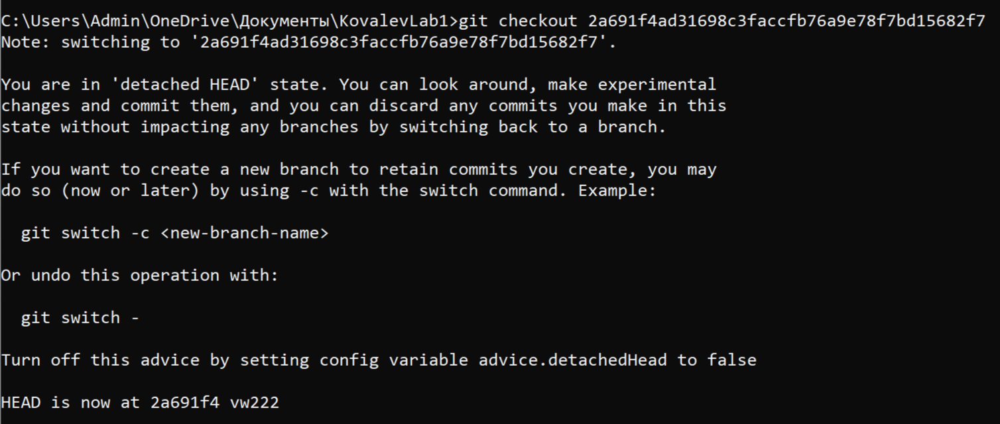 C:\Users\Admin\OneDrive\Документы\KovalevLab1>git checkout 2a691f4ad31698c3faccfb76a9e78f7bd15682f7
Note: switching to '2a691f4ad31698c3faccfb76a9e78f7bd15682f7'.
You are in 'detached HEAD' state. You can look around, make experimental
changes and commit them, and you can discard any commits you make in this
state without impacting any branches by switching back to a branch.
If you want to create a new branch to retain commits you create, you may
do so (now or later) by using -c with the switch command. Example:
git switch -c <new-branch-name>
Or undo this operation with:
git switch -
Turn off this advice by setting config variable advice.detachedHead to false
HEAD is now at 2a691f4 vw222